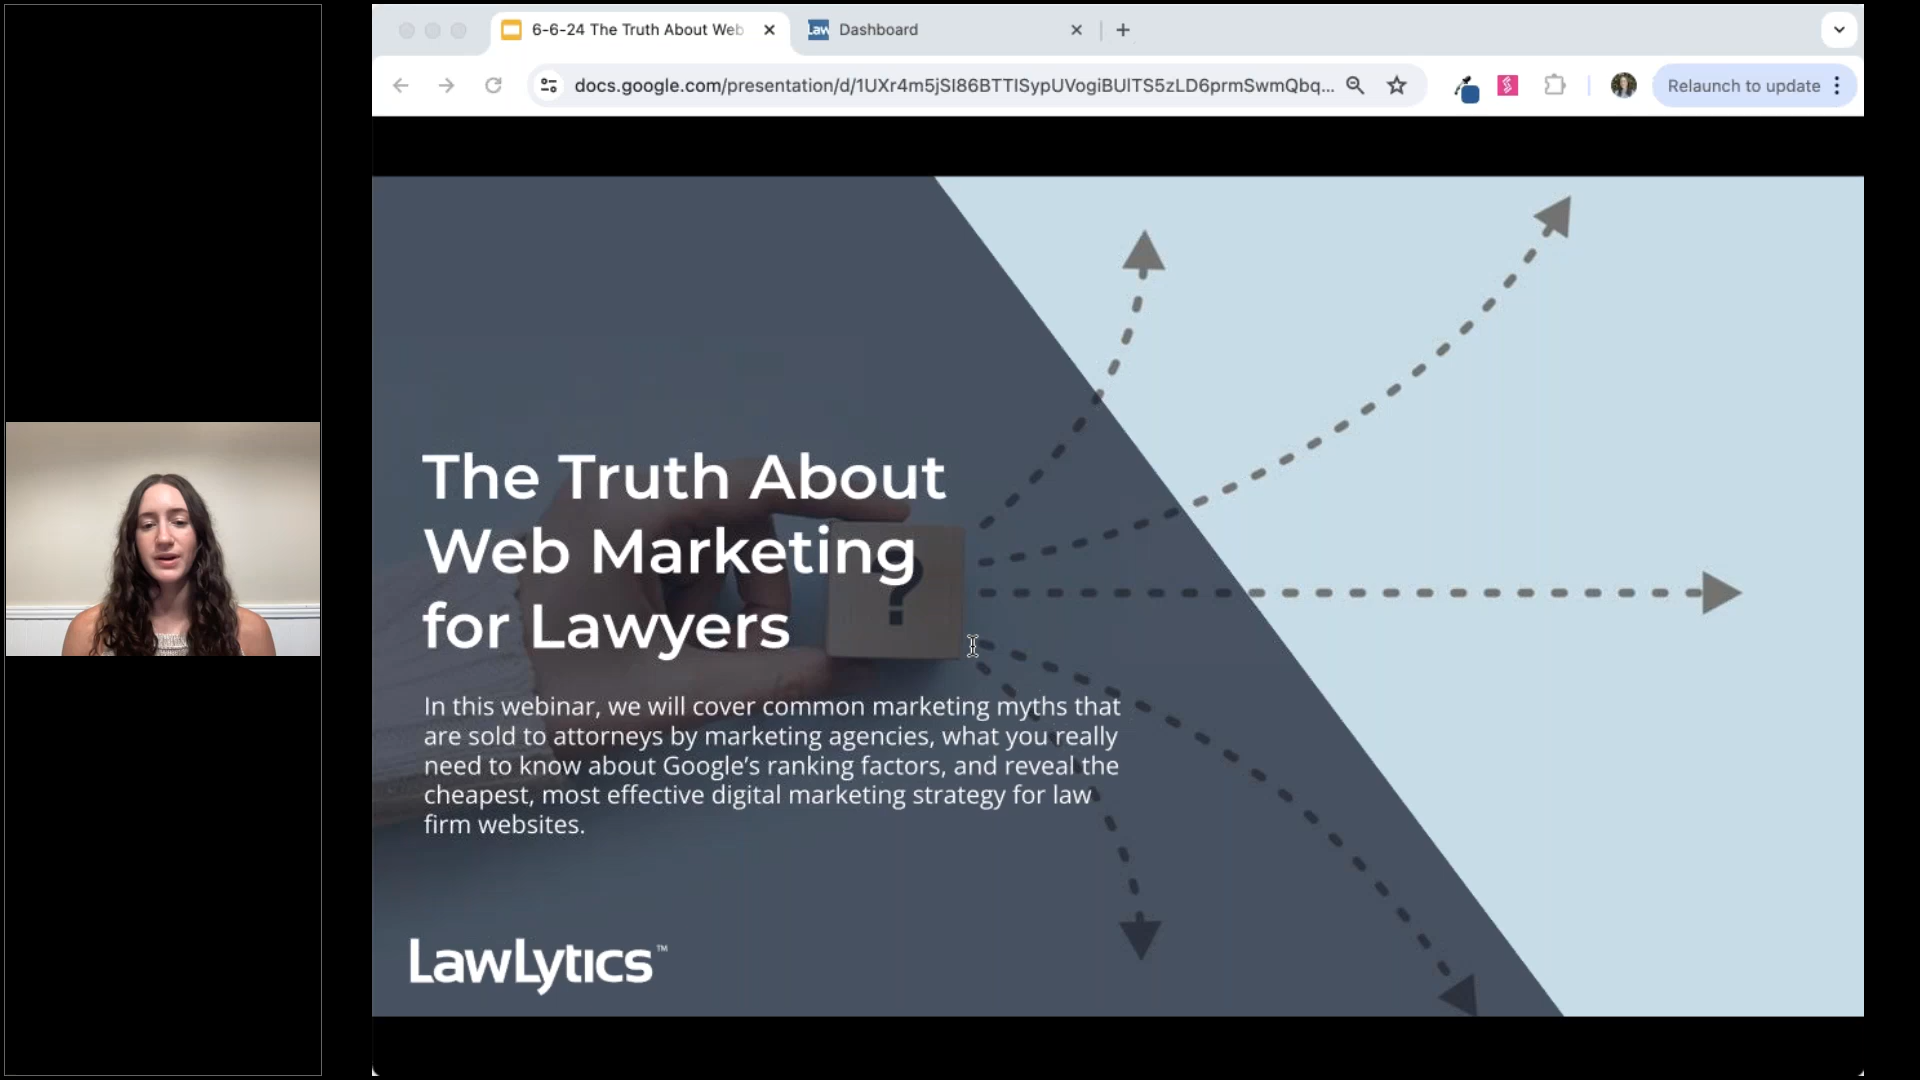 6-6-24 The Truth About Web
Dashboard
docs.google.com/presentation/d/1UXr4m5jSI86BTTISypUVogiBUlTS5zLD6prmSwmQbq...
Relaunch to update
The Truth About
Web Marketing
for Lawyers
?
In this webinar, we will cover common marketing myths that
are sold to attorneys by marketing agencies, what you really
need to know about Google’s ranking factors, and reveal the
cheapest, most effective digital marketing strategy for law
firm websites.
LAWLYTICS™